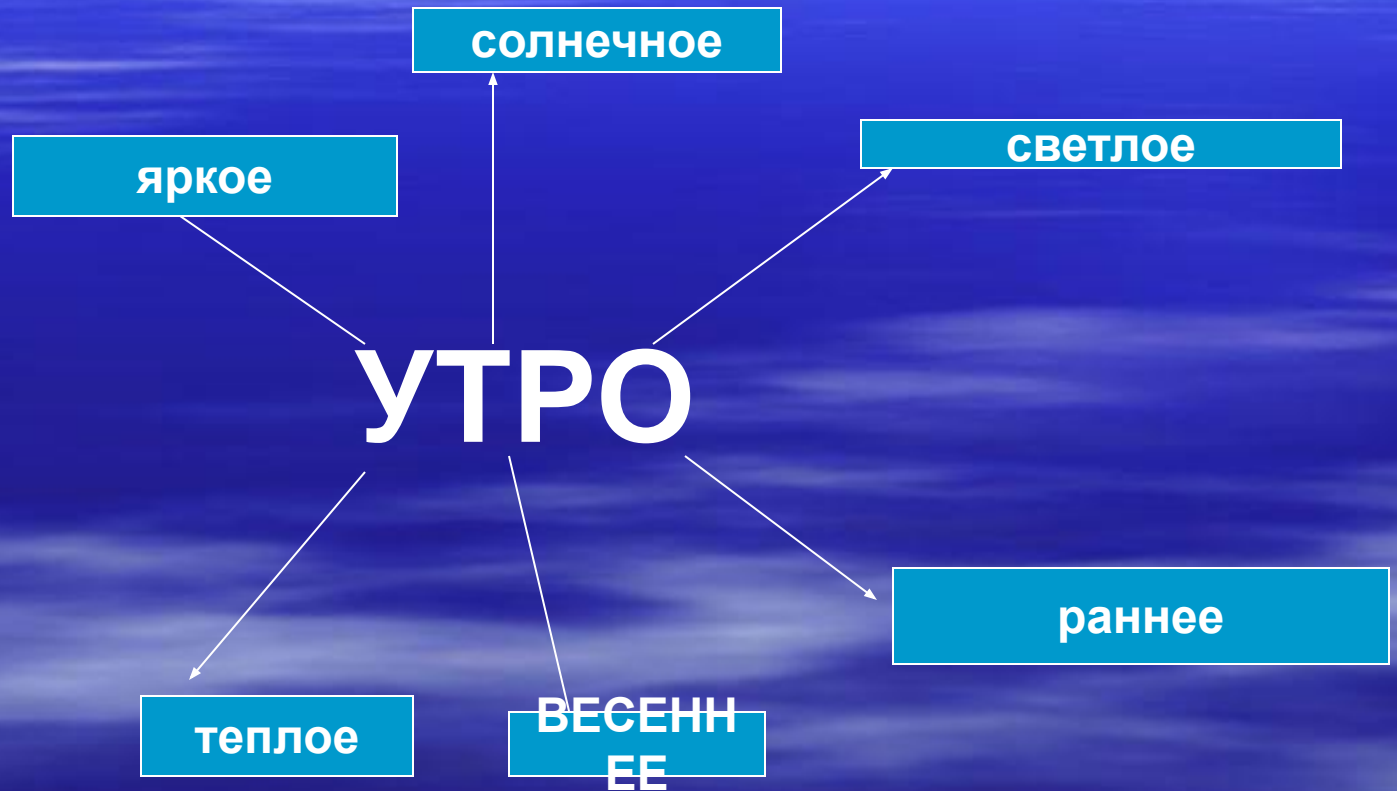 солнечное
светлое
яркое
УТРО
раннее
теплое
ВЕСЕНН
ЕЕ